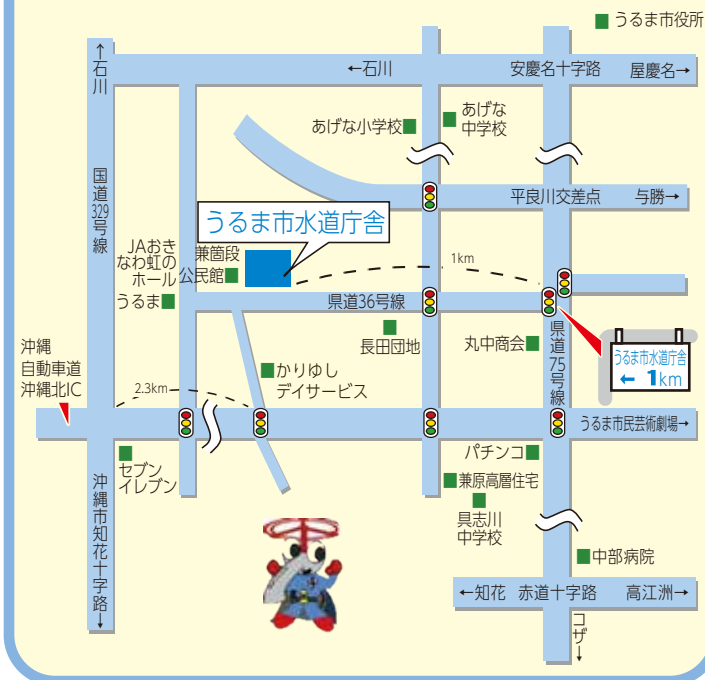 うるま市役所
↑石川
←石川
安慶名十字路
屋慶名→
あげな小学校
あげな
中学校
国道329号線
平良川交差点
与勝→
うるま市水道庁舎
JAおき
なわ虹の
ホール
うるま
兼箇段
公民館
1km
県道36号線
長田団地
丸中商会
県道75号線
うるま市水道庁舎
← 1km
沖縄
自動車道
沖縄北IC
2.3km
かりゆし
デイサービス
うるま市民芸術劇場→
セブン
イレブン
パチンコ
兼原高層住宅
具志川
中学校
沖縄市知花十字路→
中部病院
←知花
赤道十字路
高江洲→
コザ→